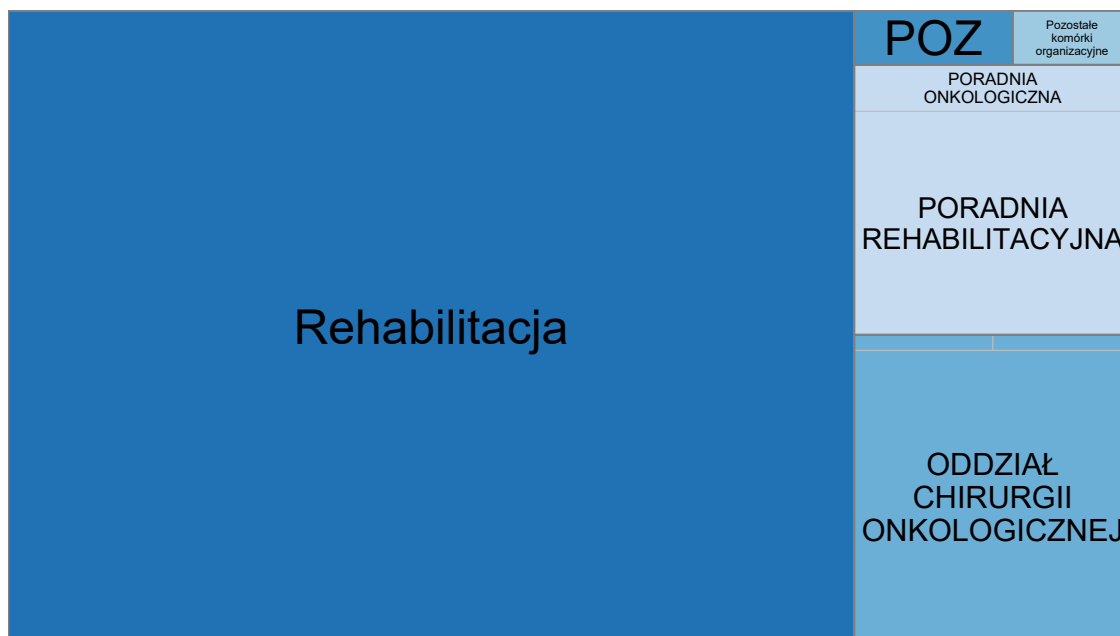 Rehabilitacja
POZ
Pozostałe
komórki
organizacyjne
PORADNIA
ONKOLOGICZNA
PORADNIA
REHABILITACYJNA
ODDZIAŁ
CHIRURGII
ONKOLOGICZNEJ